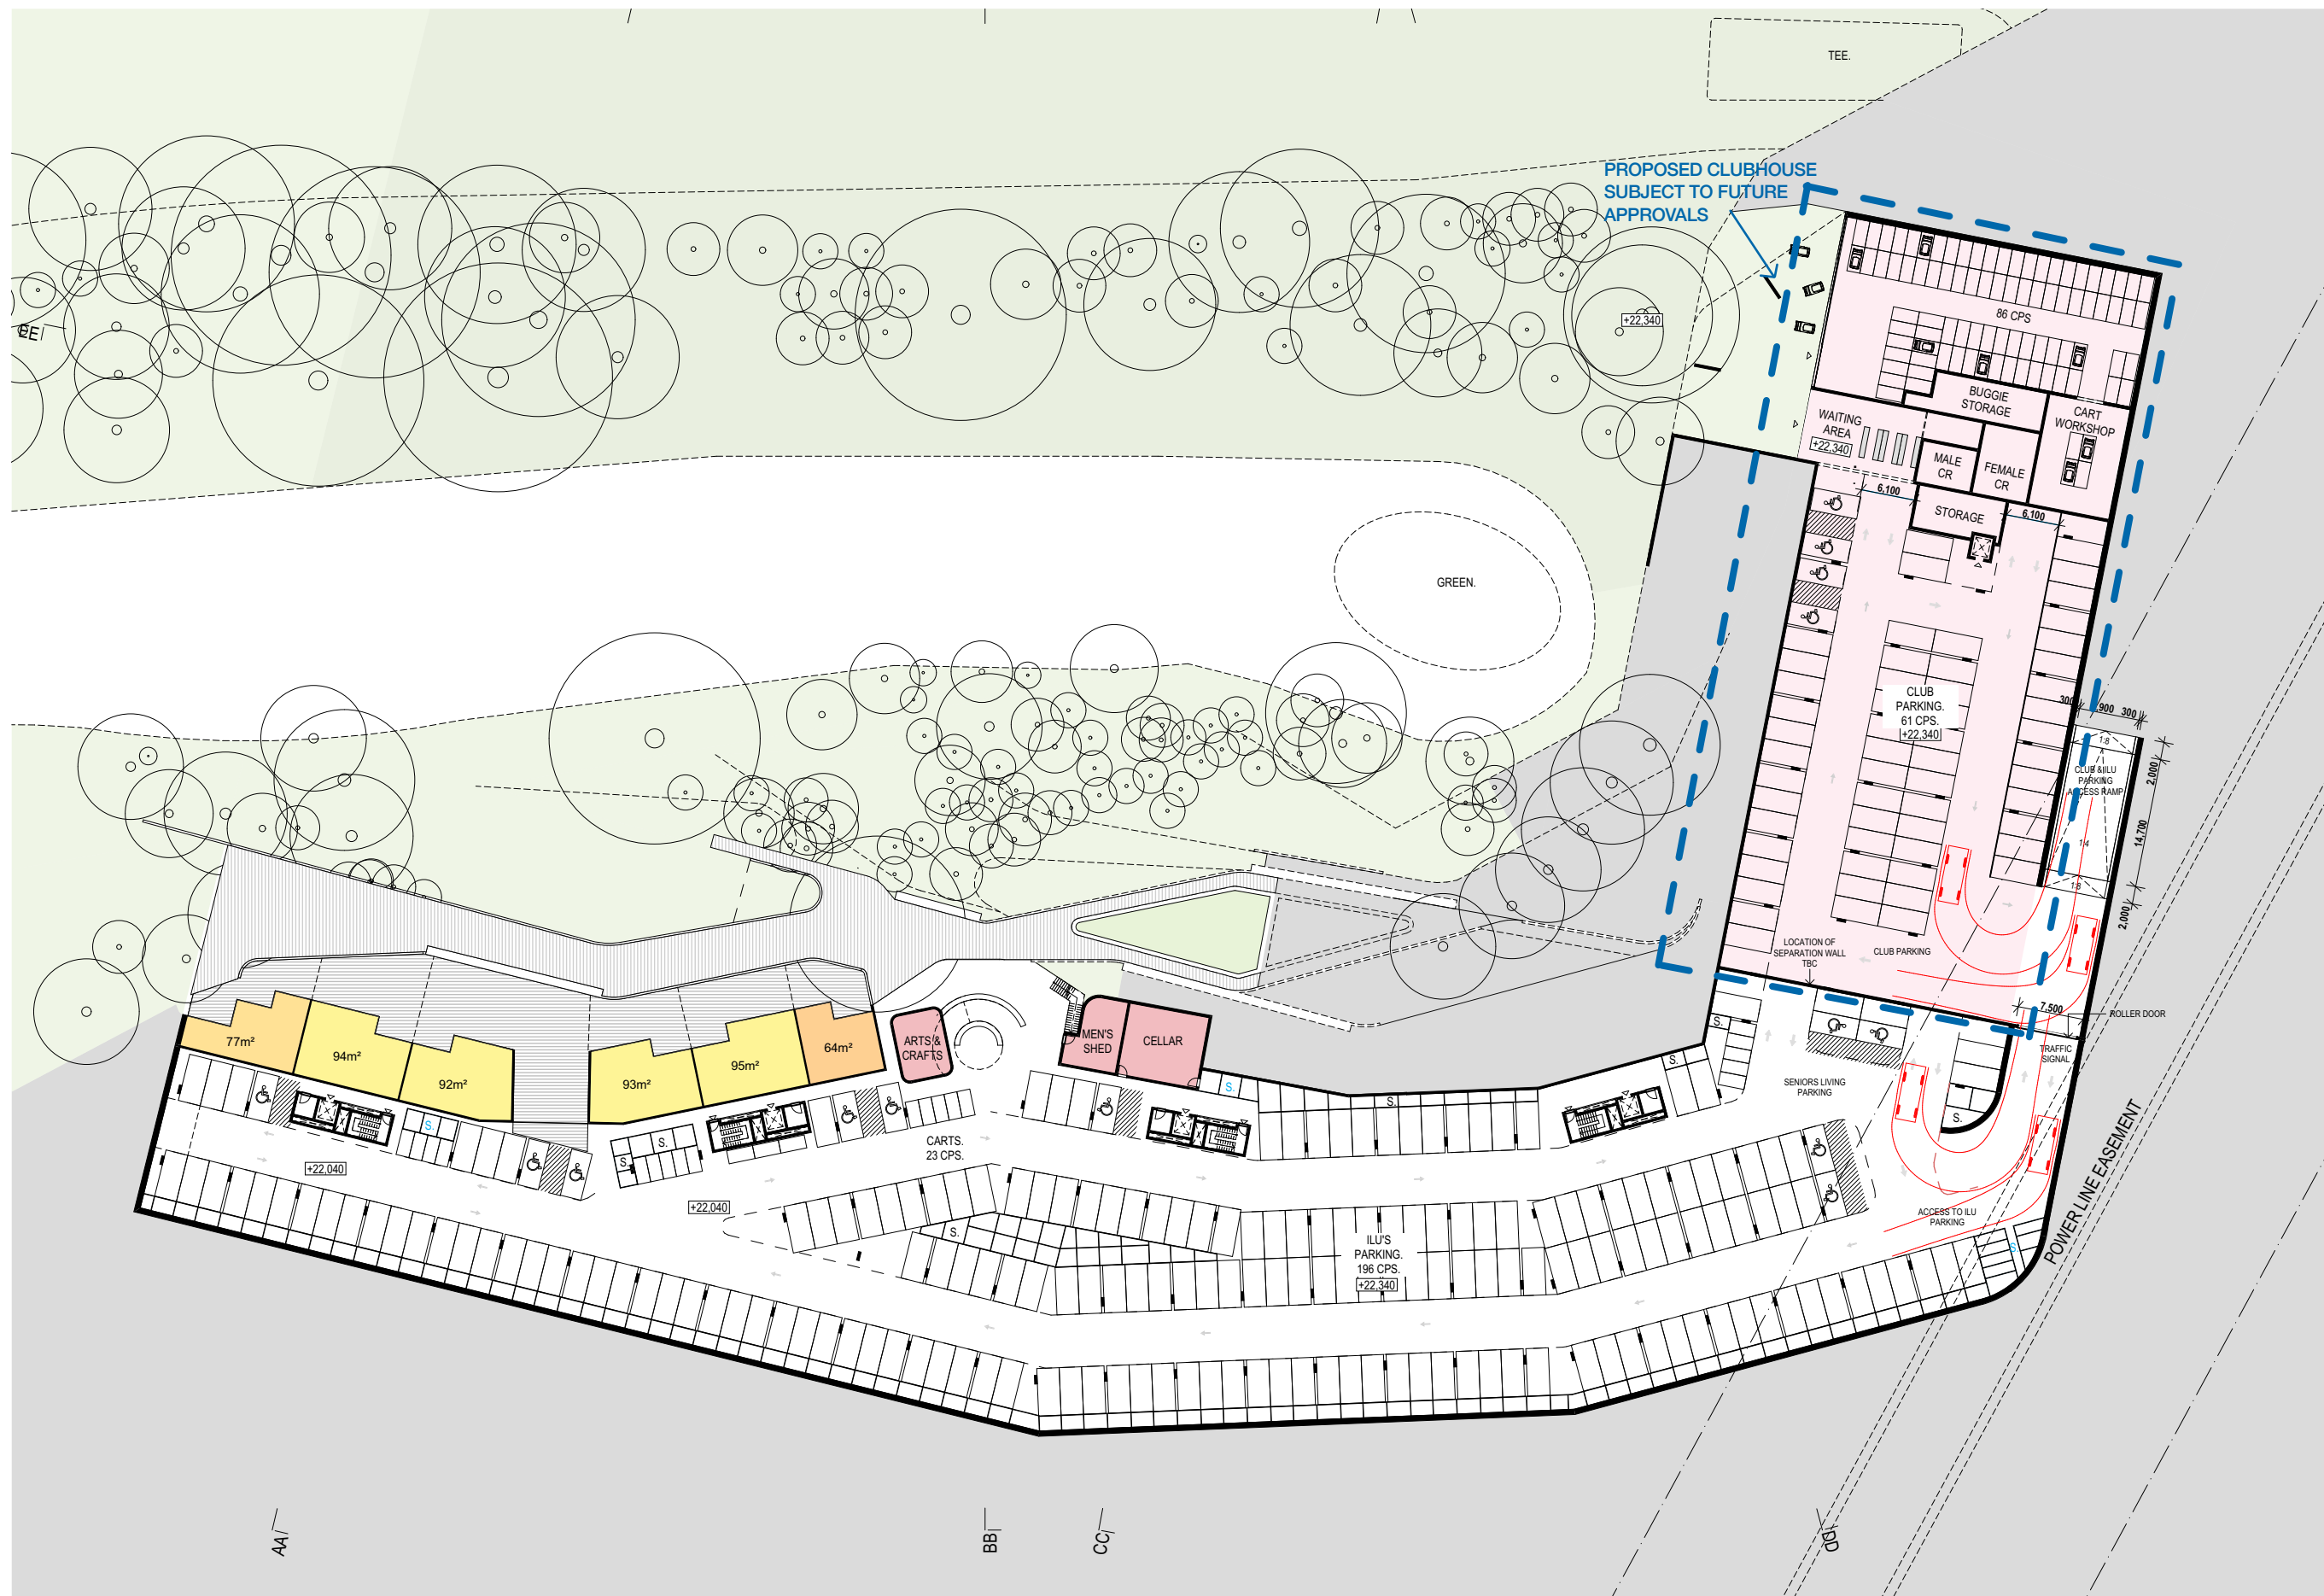 TEE.
PROPOSED CLUBHOUSE
SUBJECT TO FUTURE
APPROVALS
+22,340
EE
86 CPS
BUGGIE
STORAGE
CART
WORKSHOP
WAITING
AREA
+22,340
MALE
CR
FEMALE
CR
6,100
STORAGE
6,100
GREEN.
CLUB
PARKING.
61 CPS.
+22,340
300
300
1:8
CLUB & ILU
PARKING
ACCESS RAMP
2,000
14,700
1:4
1:8
2,000
LOCATION OF
SEPARATION WALL
TBC
CLUB PARKING
7,500
ROLLER DOOR
TRAFFIC
SIGNAL
SENIORS LIVING
PARKING
77m²
94m²
92m²
93m²
95m²
64m²
ARTS &
CRAFTS
MEN'S
SHED
CELLAR
S.
S.
S.
S.
S.
S.
S.
S.
CARTS.
23 CPS.
+22,040
+22,040
S.
ILU'S
PARKING.
196 CPS.
+22,340
ACCESS TO ILU
PARKING
S.
POWER LINE EASEMENT
AA
BB
CC
DD